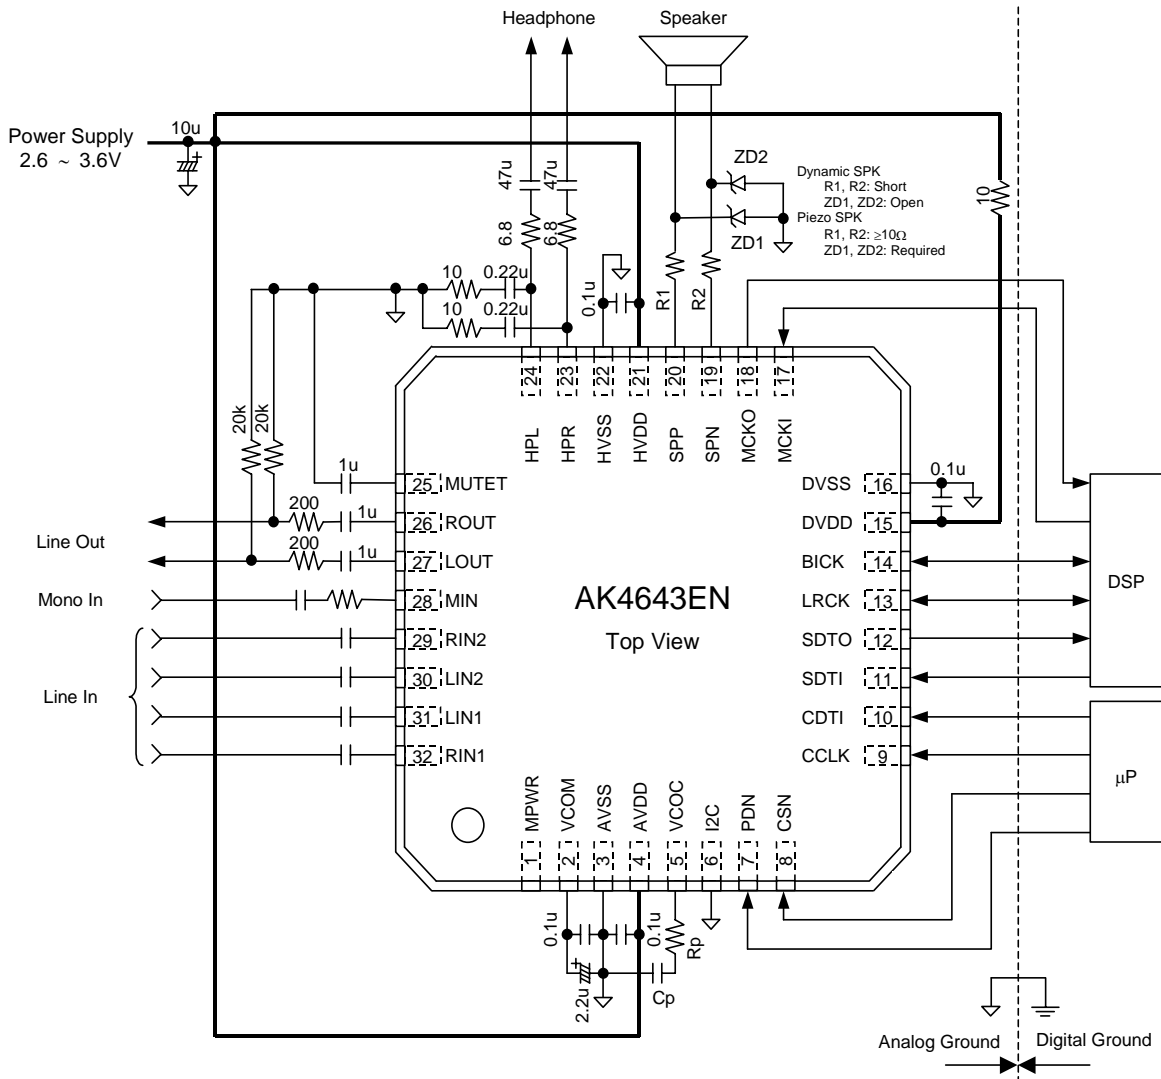 Headphone
Speaker
Power Supply
2.6 ~ 3.6V
10u
47u
47u
6.8
6.8
ZD2
ZD1
Dynamic SPK
R1, R2: Short
ZD1, ZD2: Open
Piezo SPK
R1, R2: ≥10Ω
ZD1, ZD2: Required
10
10
0.22u
10
0.22u
0.1u
R1
R2
24
23
22
21
20
19
18
17
HPL
HPR
HVSS
HVDD
SPP
SPN
MCKO
MCKI
20k
20k
1u
25 MUTET
200
1u
26 ROUT
200
1u
27 LOUT
28 MIN
29 RIN2
30 LIN2
31 LIN1
32 RIN1
Line Out
Mono In
Line In
AK4643EN
Top View
0.1u
DVSS 16
DVDD 15
BICK 14
LRCK 13
SDTO 12
SDTI 11
CDTI 10
CCLK 9
DSP
μP
MPWR
VCOM
AVSS
AVDD
VCOC
I2C
PDN
CSN
1
2
3
4
5
6
7
8
0.1u
0.1u
Rp
2.2u
+
Cp
+
Analog Ground
Digital Ground